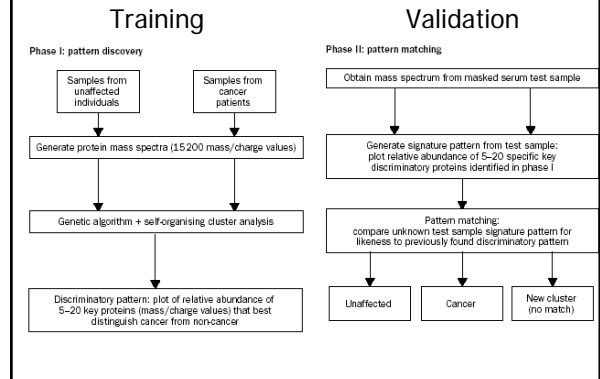 Training
Phase I: pattern discovery
Samples from
unaffected
individuals
Samples from
cancer
patients
Generate protein mass spectra (15 200 mass/charge values)
Genetic algorithm + self-organising cluster analysis
Discriminatory pattern: plot of relative abundance of
5–20 key proteins (mass/charge values) that best
distinguish cancer from non-cancer
Validation
Phase II: pattern matching
Obtain mass spectrum from masked serum test sample
Generate signature pattern from test sample:
plot relative abundance of 5–20 specific key
discriminatory proteins identified in phase I
Pattern matching:
compare unknown test sample signature pattern for
likeness to previously found discriminatory pattern
Unaffected
Cancer
New cluster
(no match)